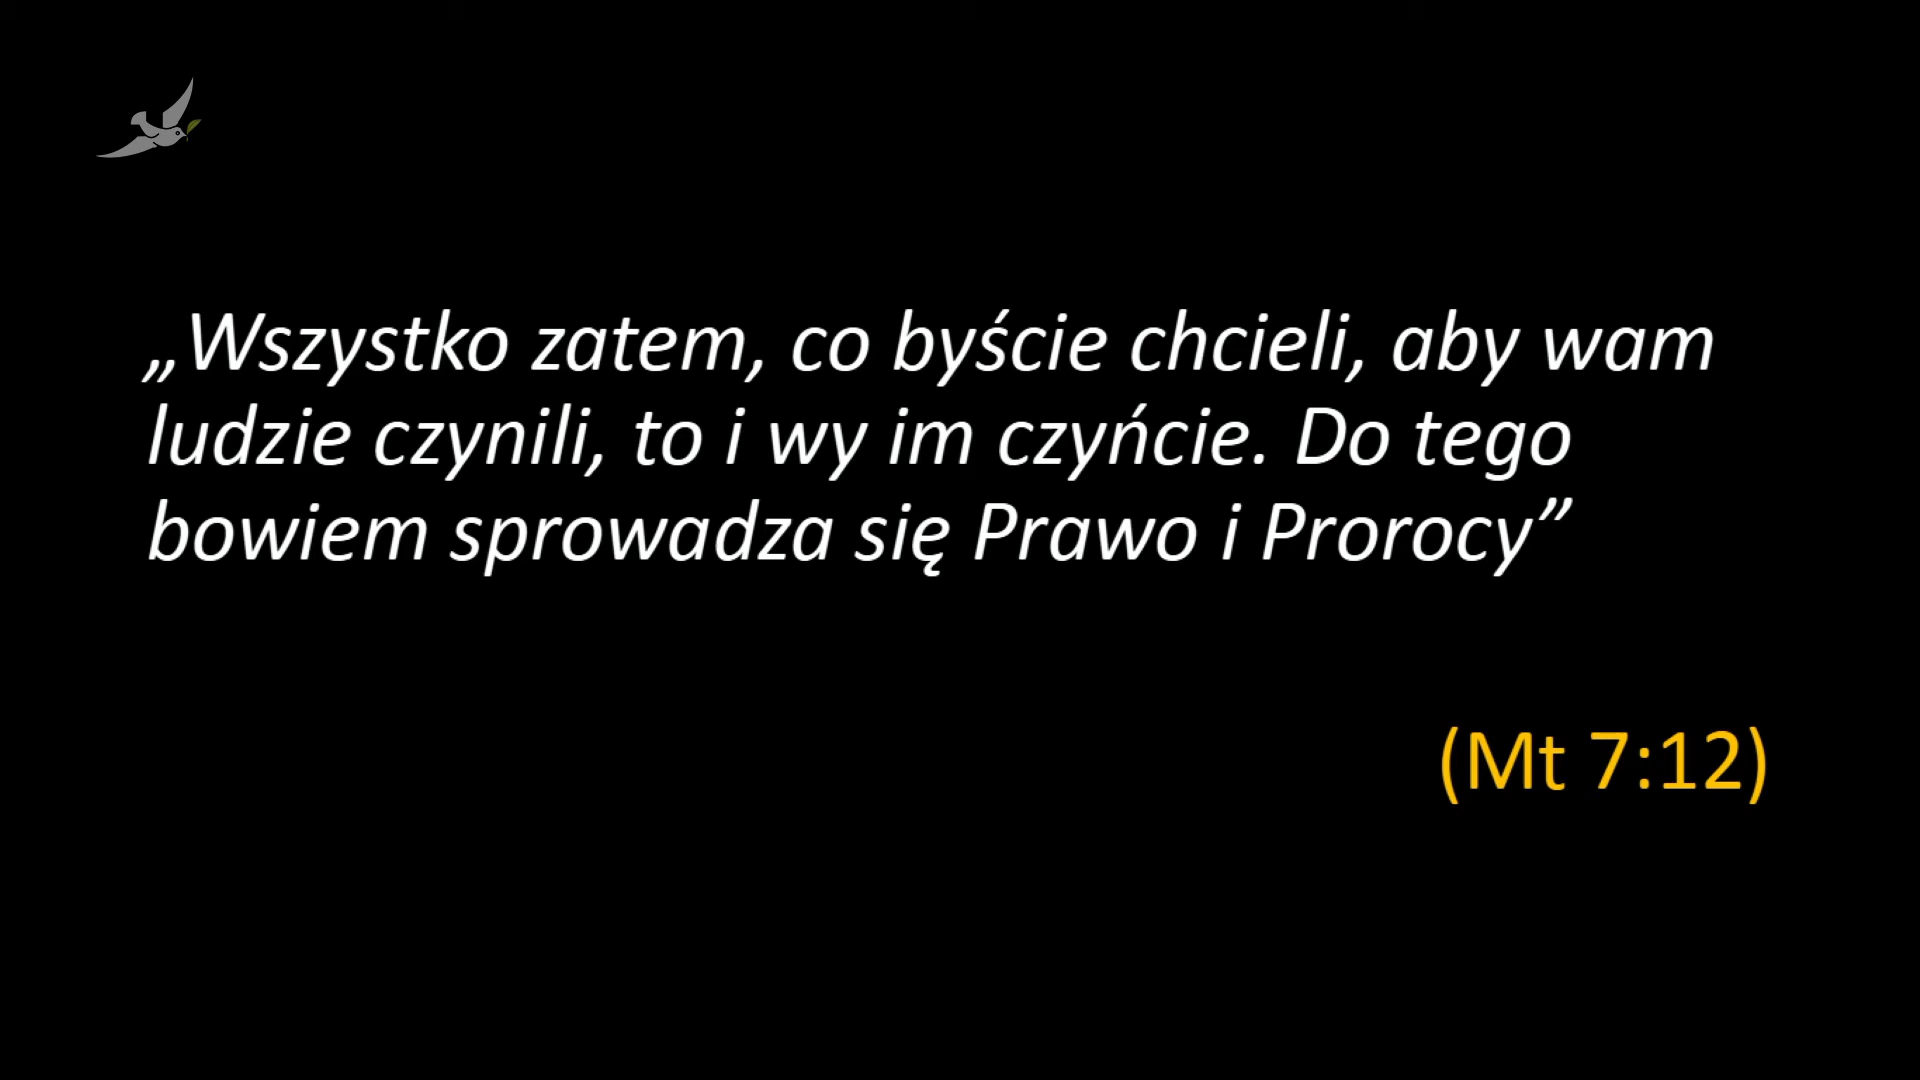 „Wszystko zatem, co byście chcieli, aby wam
ludzie czynili, to i wy im czyńcie. Do tego
bowiem sprowadza się Prawo i Prorocy”
(Mt 7:12)